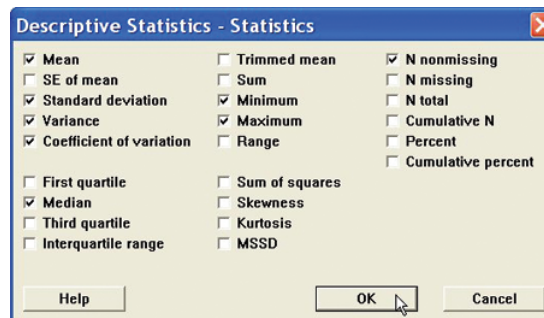 Descriptive Statistics - Statistics
Mean
SE of mean
Standard deviation
Variance
Coefficient of variation
First quartile
Median
Third quartile
Interquartile range
Trimmed mean
Sum
Minimum
Maximum
Range
Sum of squares
Skewness
Kurtosis
MSSD
N nonmissing
N missing
N total
Cumulative N
Percent
Cumulative percent
Help
OK
Cancel